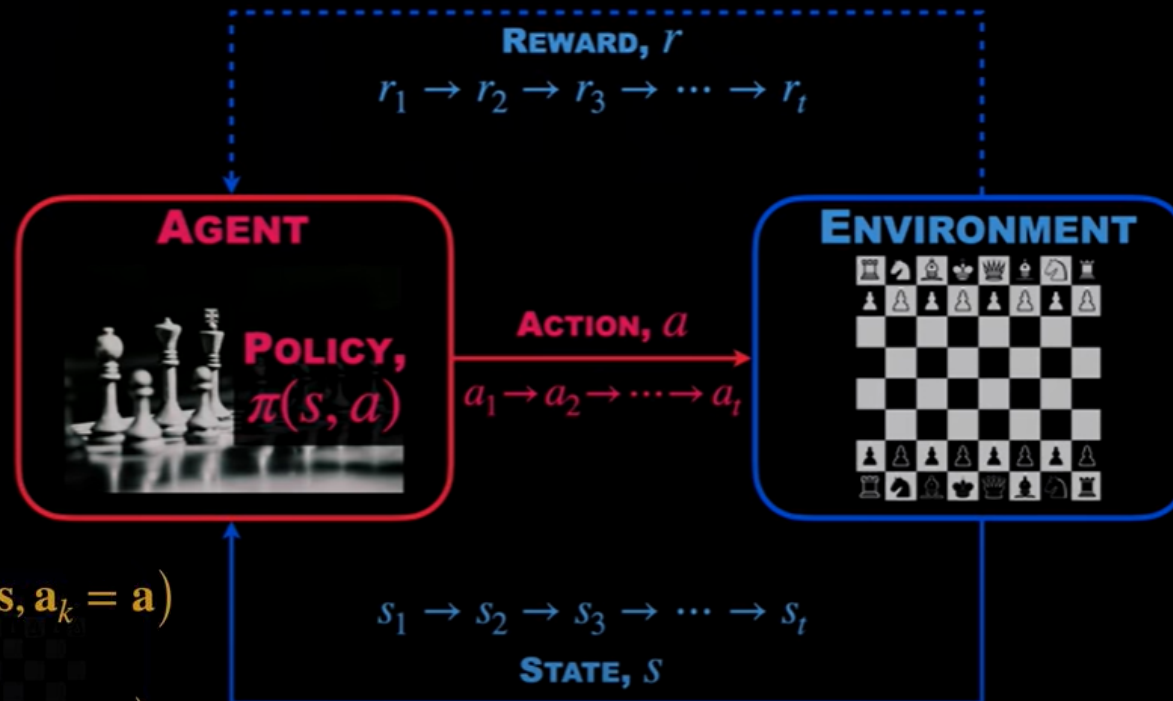 REWARD, r
r₁ → r₂ → r₃ → ⋯ → rₜ
AGENT
ENVIRONMENT
POLICY,
π(s, a)
ACTION, a
a₁→a₂→⋯→aₜ
s, aₖ = a)
s₁ → s₂ → s₃ → ⋯ → sₜ
STATE, s